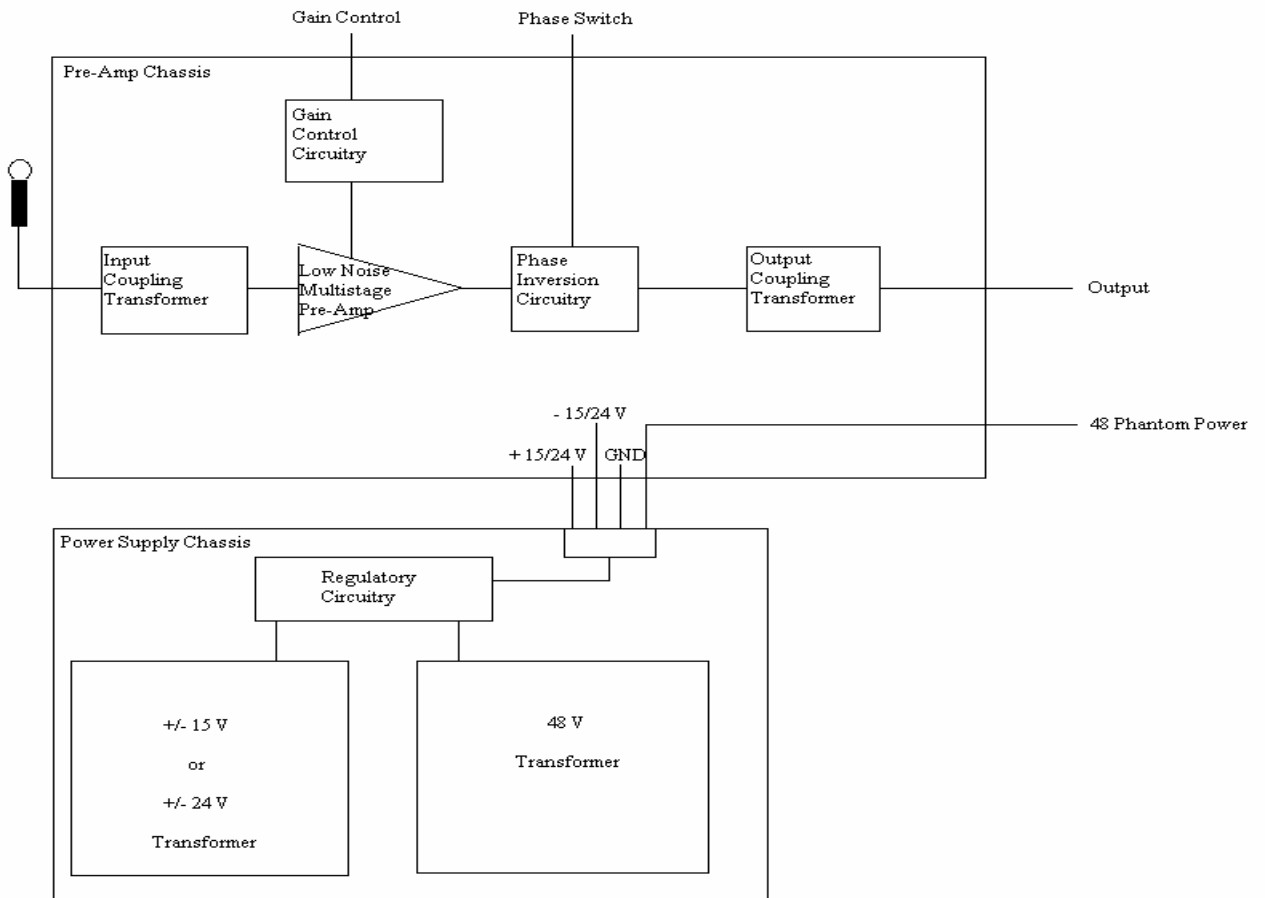 Gain Control
Phase Switch
Pre-Amp Chassis
Gain
Control
Circuitry
Input
Coupling
Transformer
Low Noise
Multistage
Pre-Amp
Phase
Inversion
Circuitry
Output
Coupling
Transformer
Output
- 15/24 V
48 Phantom Power
+ 15/24 V
GND
Power Supply Chassis
Regulatory
Circuitry
+/- 15 V
or
+/- 24 V
Transformer
48 V
Transformer